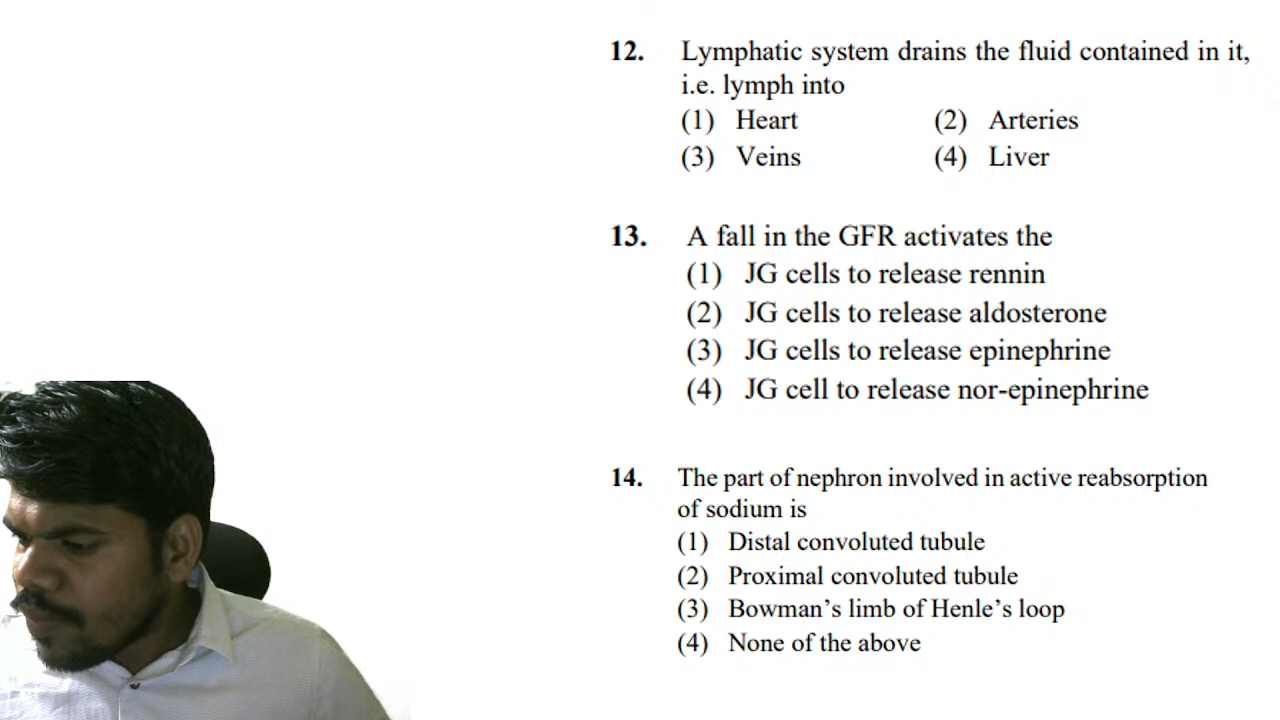 12. Lymphatic system drains the fluid contained in it,
i.e. lymph into
(1) Heart (2) Arteries
(3) Veins (4) Liver
13. A fall in the GFR activates the
(1) JG cells to release rennin
(2) JG cells to release aldosterone
(3) JG cells to release epinephrine
(4) JG cell to release nor-epinephrine
14. The part of nephron involved in active reabsorption
of sodium is
(1) Distal convoluted tubule
(2) Proximal convoluted tubule
(3) Bowman’s limb of Henle’s loop
(4) None of the above